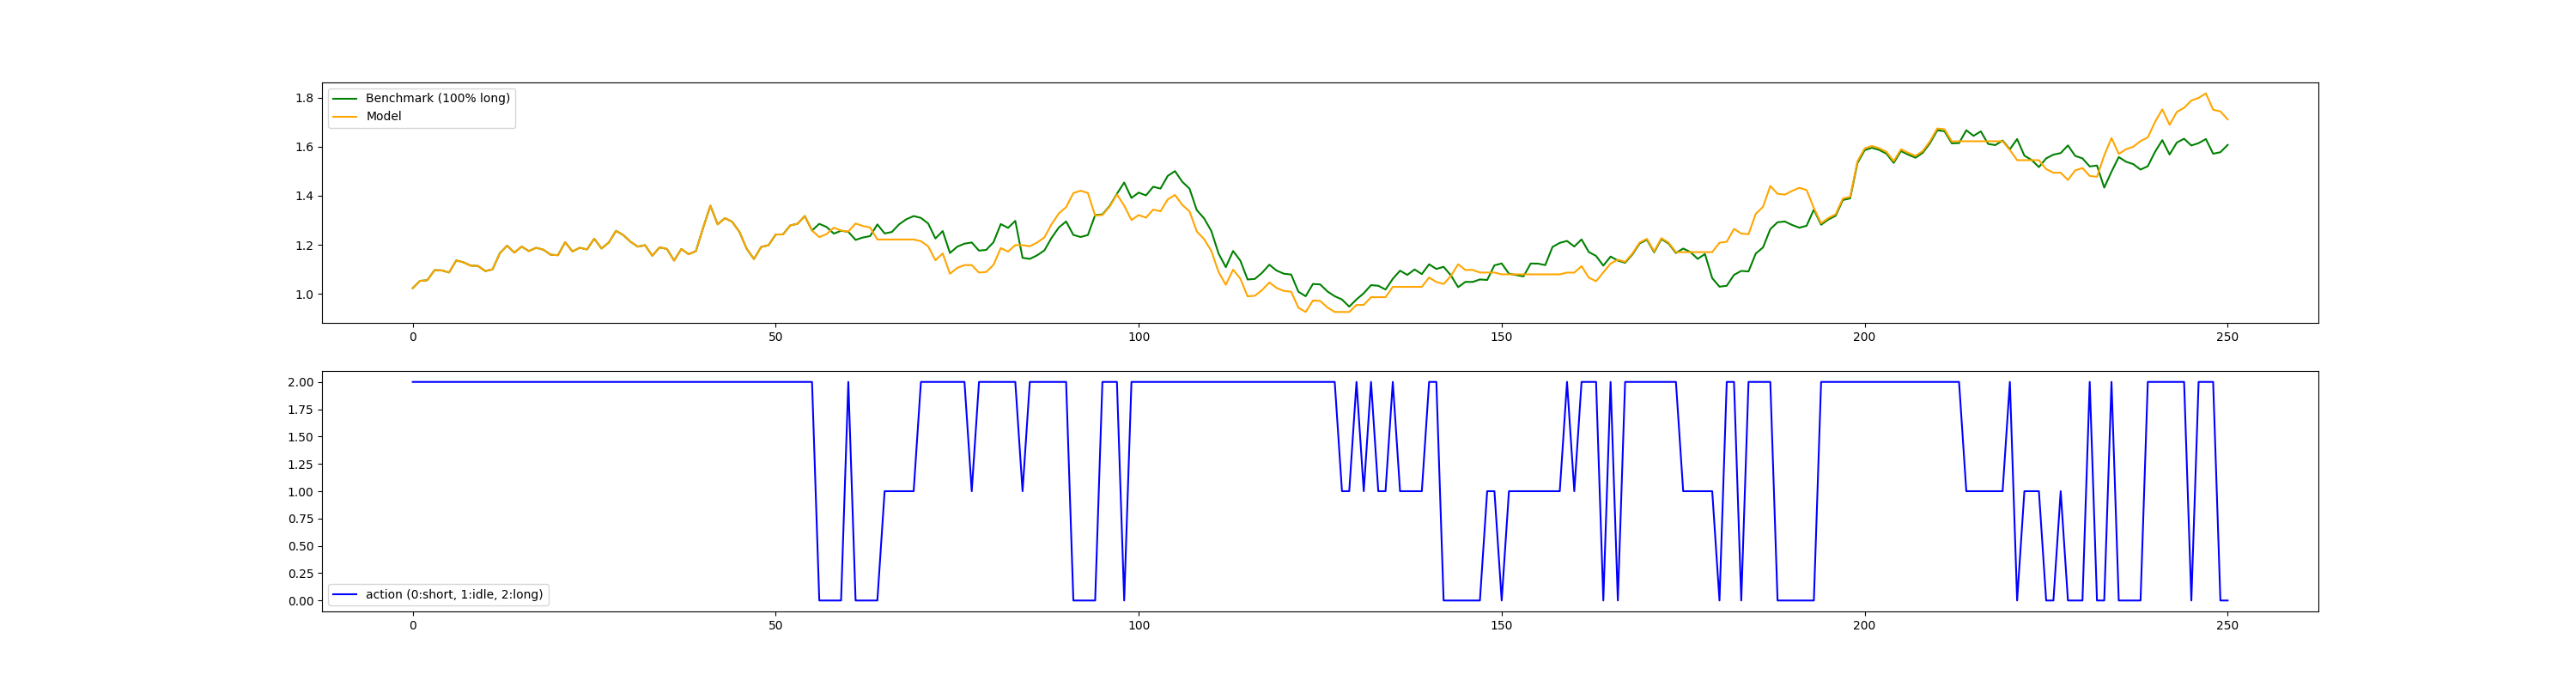 1.8
1.6
1.4
1.2
1.0
Benchmark (100% long)
Model
0 50 100 150 200 250
2.00
1.75
1.50
1.25
1.00
0.75
0.50
0.25
0.00
action (0:short, 1:idle, 2:long)
0 50 100 150 200 250